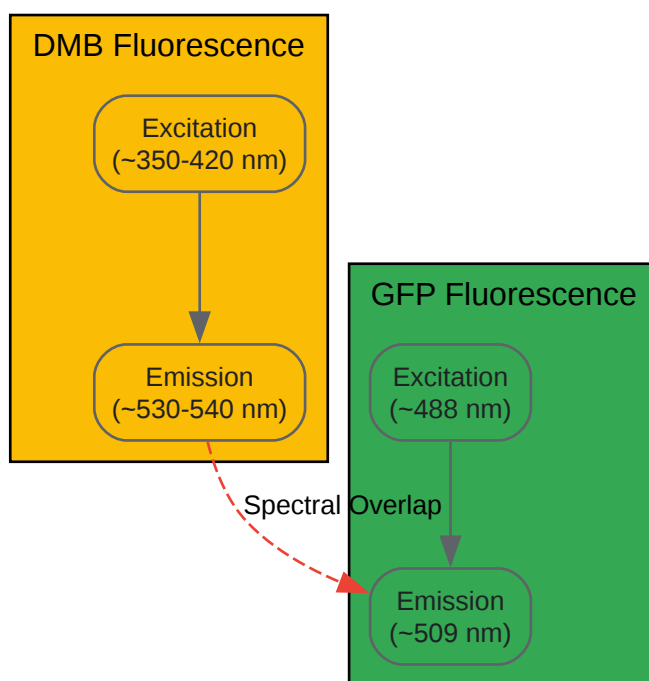 DMB Fluorescence
Excitation
(~350-420 nm)
Emission
(~530-540 nm)
Spectral Overlap
GFP Fluorescence
Excitation
(~488 nm)
Emission
(~509 nm)